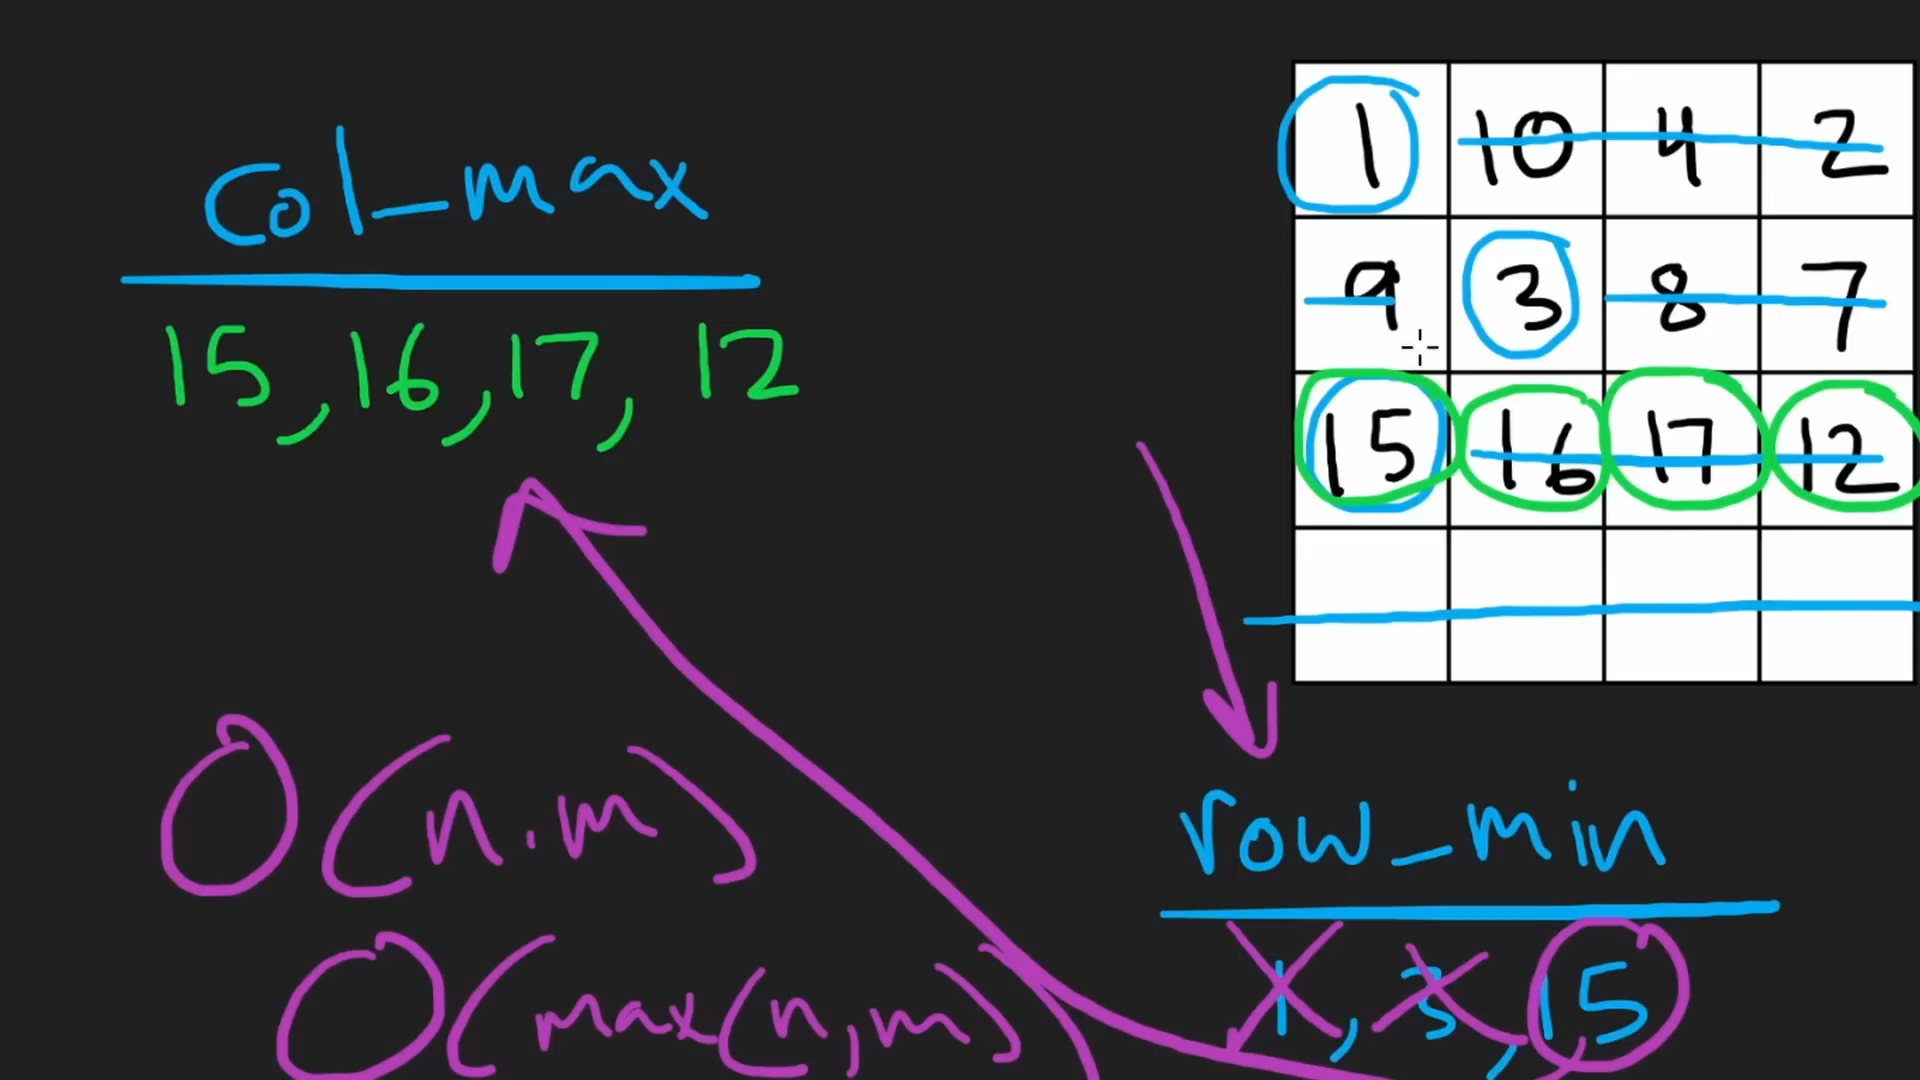 col_max
15, 16, 17, 12
1 10 4 2
9 3 8 7
15 16 17 12
O(n.m)
O(max(n,m)
row_min
1, 3, 15